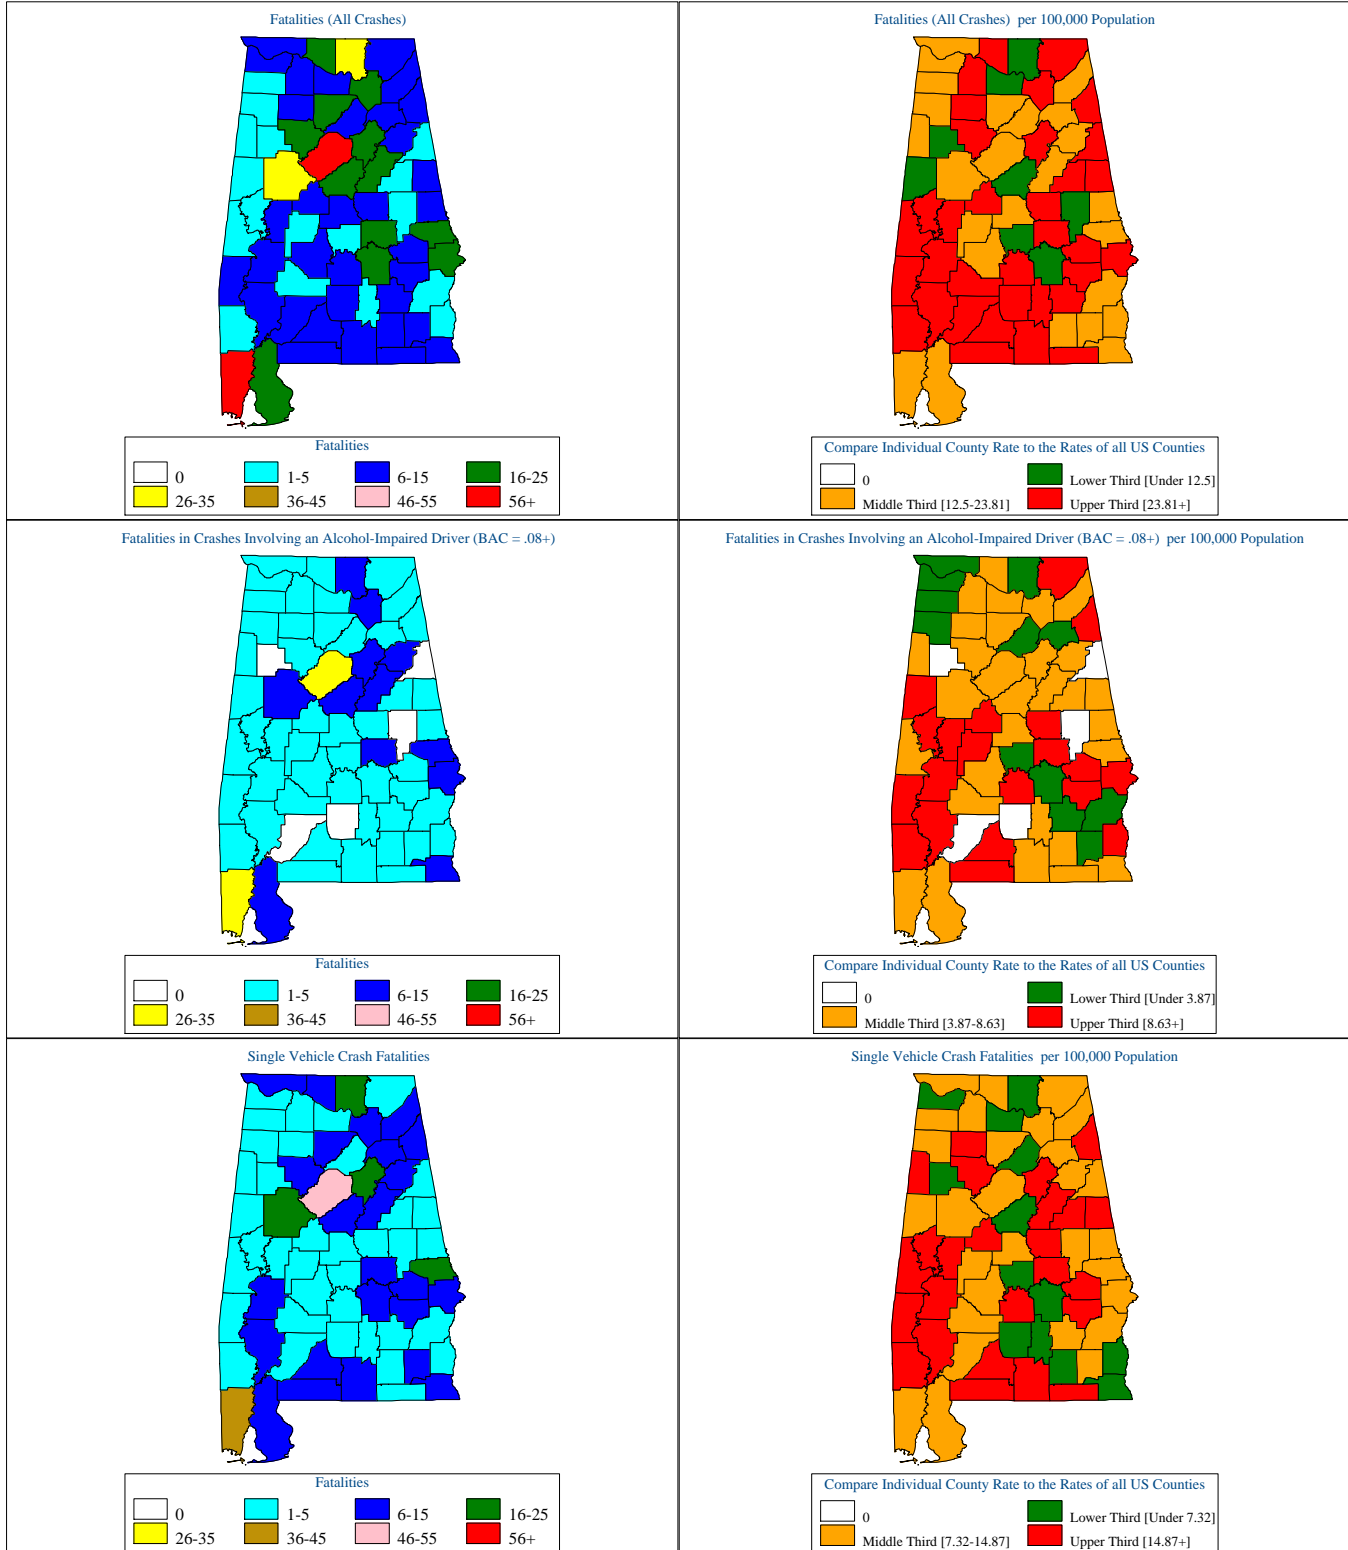 Fatalities (All Crashes)
Fatalities
0
1-5
6-15
16-25
26-35
36-45
46-55
56+
Fatalities (All Crashes) per 100,000 Population
Compare Individual County Rate to the Rates of all US Counties
0
Lower Third [Under 12.5]
Middle Third [12.5-23.81]
Upper Third [23.81+]
Fatalities in Crashes Involving an Alcohol-Impaired Driver (BAC = .08+)
Fatalities
0
1-5
6-15
16-25
26-35
36-45
46-55
56+
Fatalities in Crashes Involving an Alcohol-Impaired Driver (BAC = .08+) per 100,000 Population
Compare Individual County Rate to the Rates of all US Counties
0
Lower Third [Under 3.87]
Middle Third [3.87-8.63]
Upper Third [8.63+]
Single Vehicle Crash Fatalities
Fatalities
0
1-5
6-15
16-25
26-35
36-45
46-55
56+
Single Vehicle Crash Fatalities per 100,000 Population
Compare Individual County Rate to the Rates of all US Counties
0
Lower Third [Under 7.32]
Middle Third [7.32-14.87]
Upper Third [14.87+]